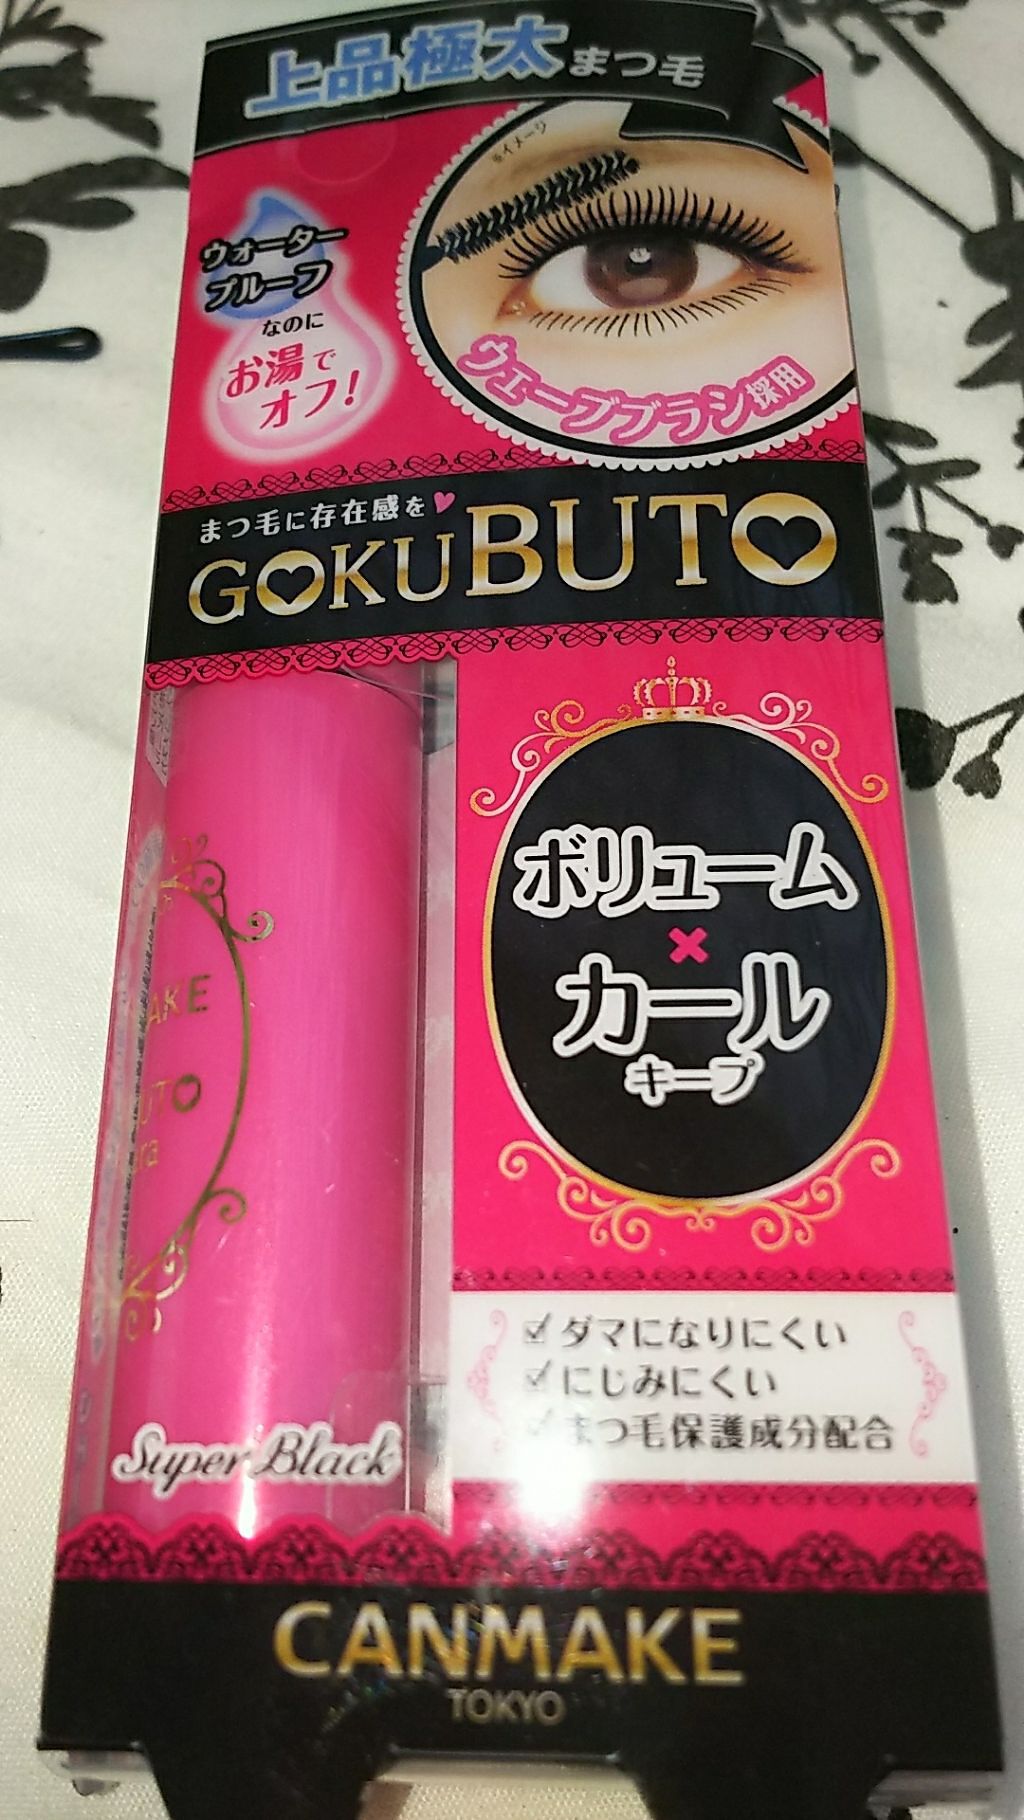 上品極太まつ毛
※イメージ
ウォーター
プルーフ
なのに
お湯で
オフ!
ウェーブブラシ採用
まつ毛に存在感を
GOKUBUTO
ボリューム
×
カール
キープ
AKE
UTO
ra
ダマになりにくい
にじみにくい
まつ毛保護成分配合
Super Black
CANMAKE
TOKYO